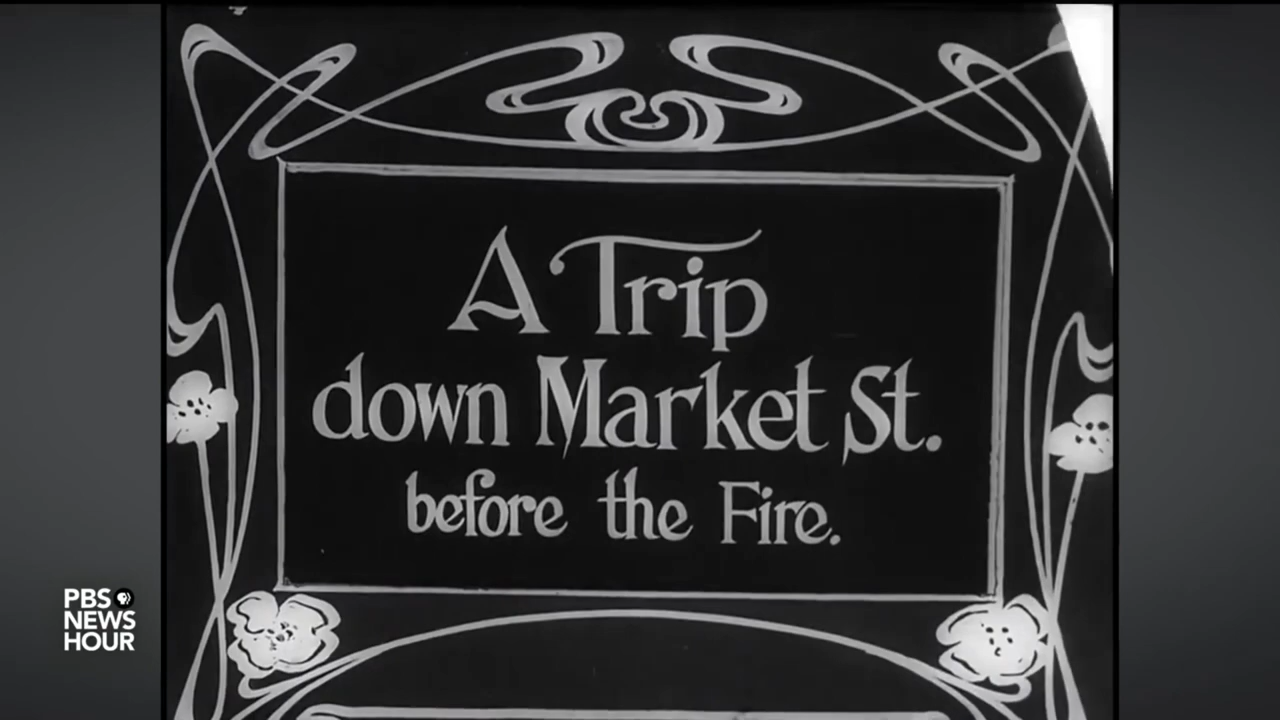 A Trip
down Market St.
before the Fire.
PBS
NEWS
HOUR